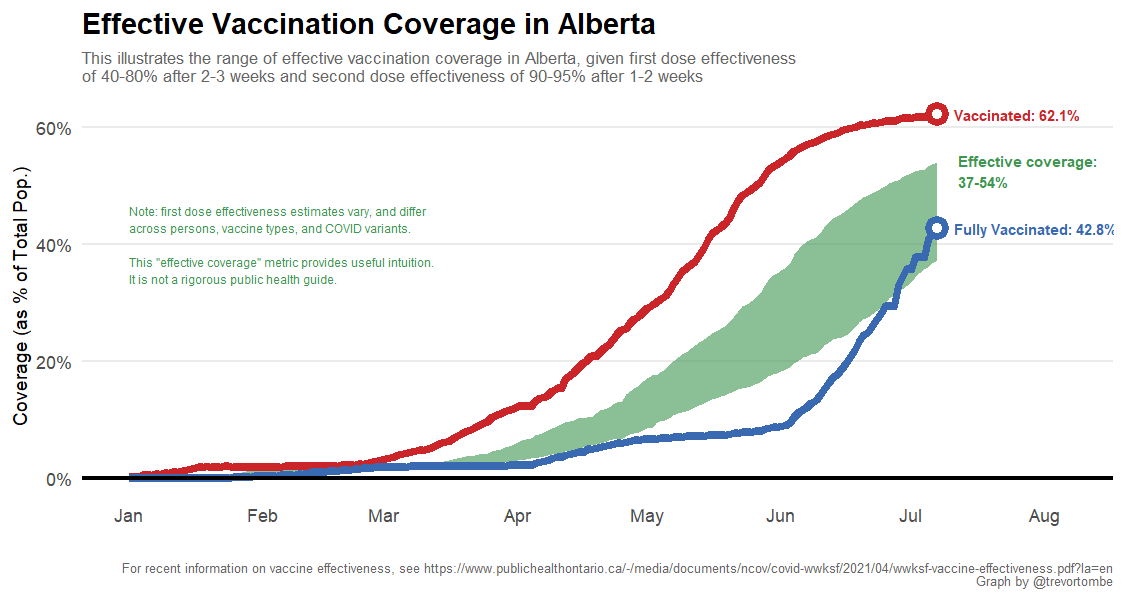 Effective Vaccination Coverage in Alberta
This illustrates the range of effective vaccination coverage in Alberta, given first dose effectiveness
of 40-80% after 2-3 weeks and second dose effectiveness of 90-95% after 1-2 weeks
Coverage (as % of Total Pop.)
60%
40%
20%
0%
Vaccinated: 62.1%
Effective coverage:
37-54%
Fully Vaccinated: 42.8%
Note: first dose effectiveness estimates vary, and differ
across persons, vaccine types, and COVID variants.
This "effective coverage" metric provides useful intuition.
It is not a rigorous public health guide.
Jan
Feb
Mar
Apr
May
Jun
Jul
Aug
For recent information on vaccine effectiveness, see https://www.publichealthontario.ca/-/media/documents/ncov/covid-wwksf/2021/04/wwksf-vaccine-effectiveness.pdf?la=en
Graph by @trevortombe